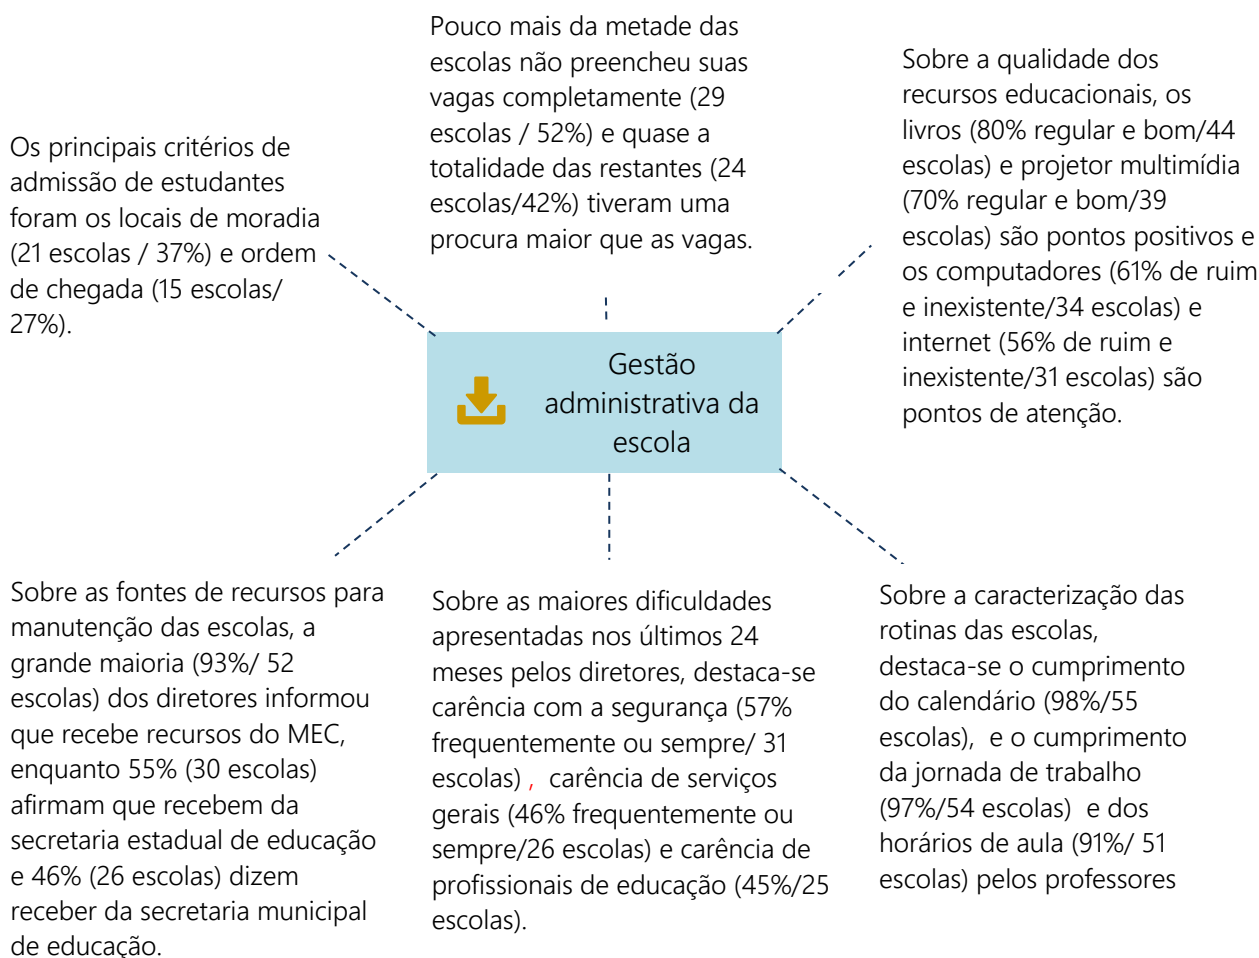 Os principais critérios de
admissão de estudantes
foram os locais de moradia
(21 escolas / 37%) e ordem
de chegada (15 escolas/
27%).
Pouco mais da metade das
escolas não preencheu suas
vagas completamente (29
escolas / 52%) e quase a
totalidade das restantes (24
escolas/42%) tiveram uma
procura maior que as vagas.
Sobre a qualidade dos
recursos educacionais, os
livros (80% regular e bom/44
escolas) e projetor multimídia
(70% regular e bom/39
escolas) são pontos positivos e
os computadores (61% de ruim
e inexistente/34 escolas) e
internet (56% de ruim e
inexistente/31 escolas) são
pontos de atenção.
Gestão
administrativa da
escola
Sobre as fontes de recursos para
manutenção das escolas, a
grande maioria (93%/ 52
escolas) dos diretores informou
que recebe recursos do MEC,
enquanto 55% (30 escolas)
afirmam que recebem da
secretaria estadual de educação
e 46% (26 escolas) dizem
receber da secretaria municipal
de educação.
Sobre as maiores dificuldades
apresentadas nos últimos 24
meses pelos diretores, destaca-se
carência com a segurança (57%
frequentemente ou sempre/ 31
escolas) , carência de serviços
gerais (46% frequentemente ou
sempre/26 escolas) e carência de
profissionais de educação (45%/25
escolas).
Sobre a caracterização das
rotinas das escolas,
destaca-se o cumprimento
do calendário (98%/55
escolas), e o cumprimento
da jornada de trabalho
(97%/54 escolas) e dos
horários de aula (91%/ 51
escolas) pelos professores